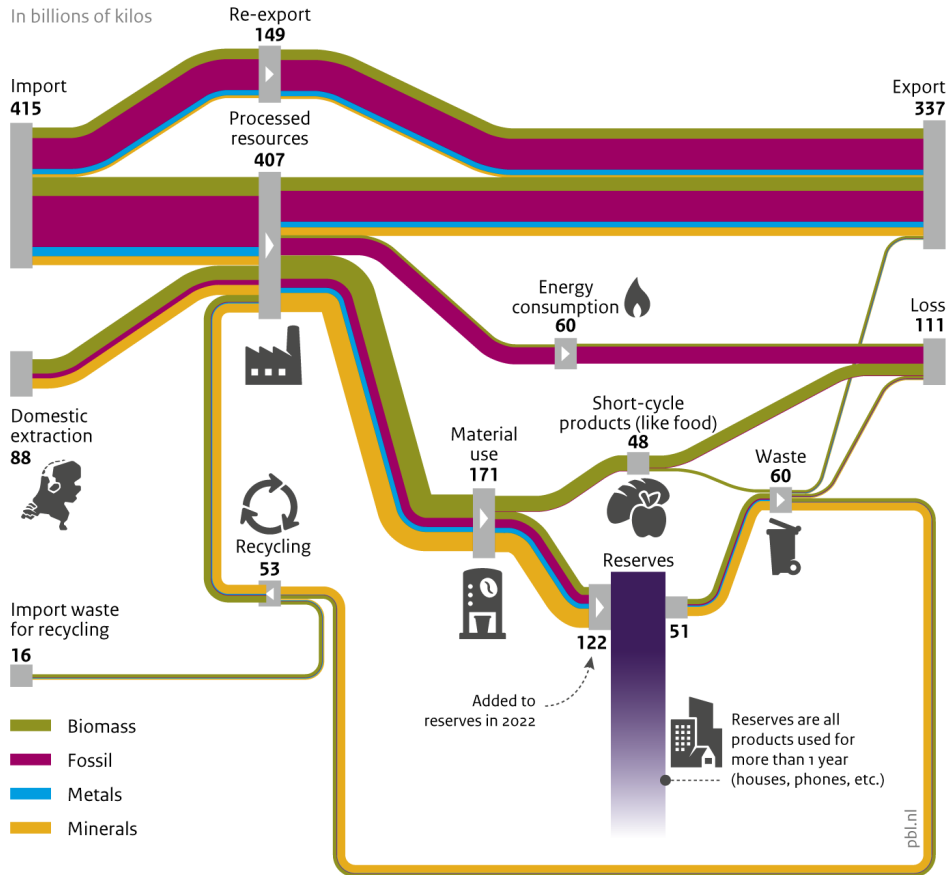 In billions of kilos
Re-export
149
Import
415
Export
337
Processed
resources
407
Energy
consumption
60
Loss
111
Domestic
extraction
88
Short-cycle
products (like food)
48
Material
use
171
Waste
60
Recycling
53
Reserves
Import waste
for recycling
16
122
51
Added to
reserves in 2022
Reserves are all
products used for
more than 1 year
(houses, phones, etc.)
Biomass
Fossil
Metals
Minerals
pbl.nl